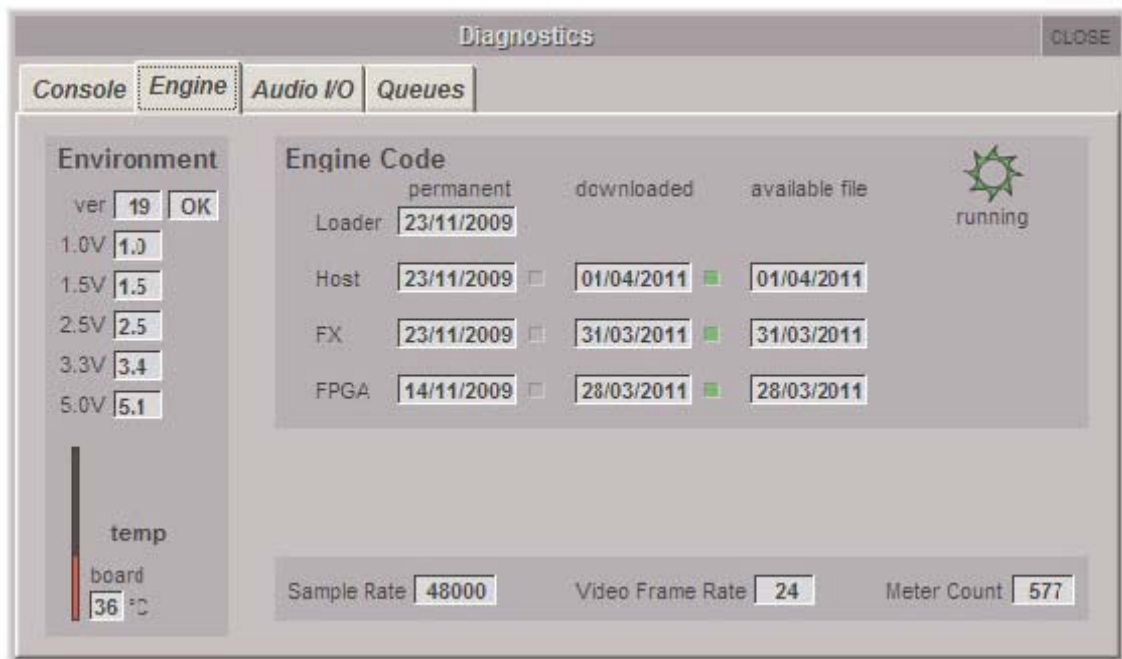 Diagnostics CLOSE
Console Engine Audio I/O Queues
Environment
ver 19 OK
1.0V 1.0
1.5V 1.5
2.5V 2.5
3.3V 3.4
5.0V 5.1
temp
board
36 °C
Engine Code
permanent downloaded available file
running
Loader 23/11/2009
Host 23/11/2009 01/04/2011 01/04/2011
FX 23/11/2009 31/03/2011 31/03/2011
FPGA 14/11/2009 28/03/2011 28/03/2011
Sample Rate 48000 Video Frame Rate 24 Meter Count 577